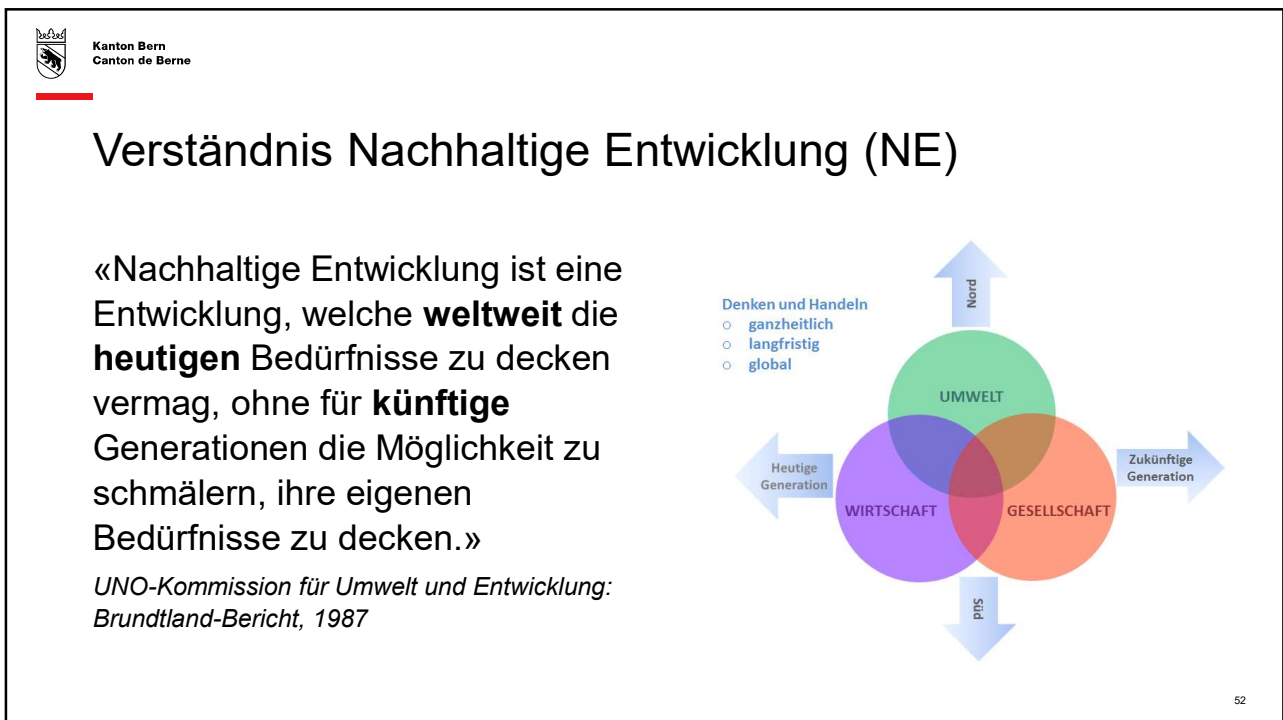 Kanton Bern
Canton de Berne
Verständnis Nachhaltige Entwicklung (NE)
«Nachhaltige Entwicklung ist eine
Entwicklung, welche weltweit die
heutigen Bedürfnisse zu decken
vermag, ohne für künftige
Generationen die Möglichkeit zu
schmälern, ihre eigenen
Bedürfnisse zu decken.»
UNO-Kommission für Umwelt und Entwicklung:
Brundtland-Bericht, 1987
Denken und Handeln
o ganzheitlich
o langfristig
o global
Nord
UMWELT
Heutige
Generation
Zukünftige
Generation
WIRTSCHAFT
GESELLSCHAFT
Süd
52